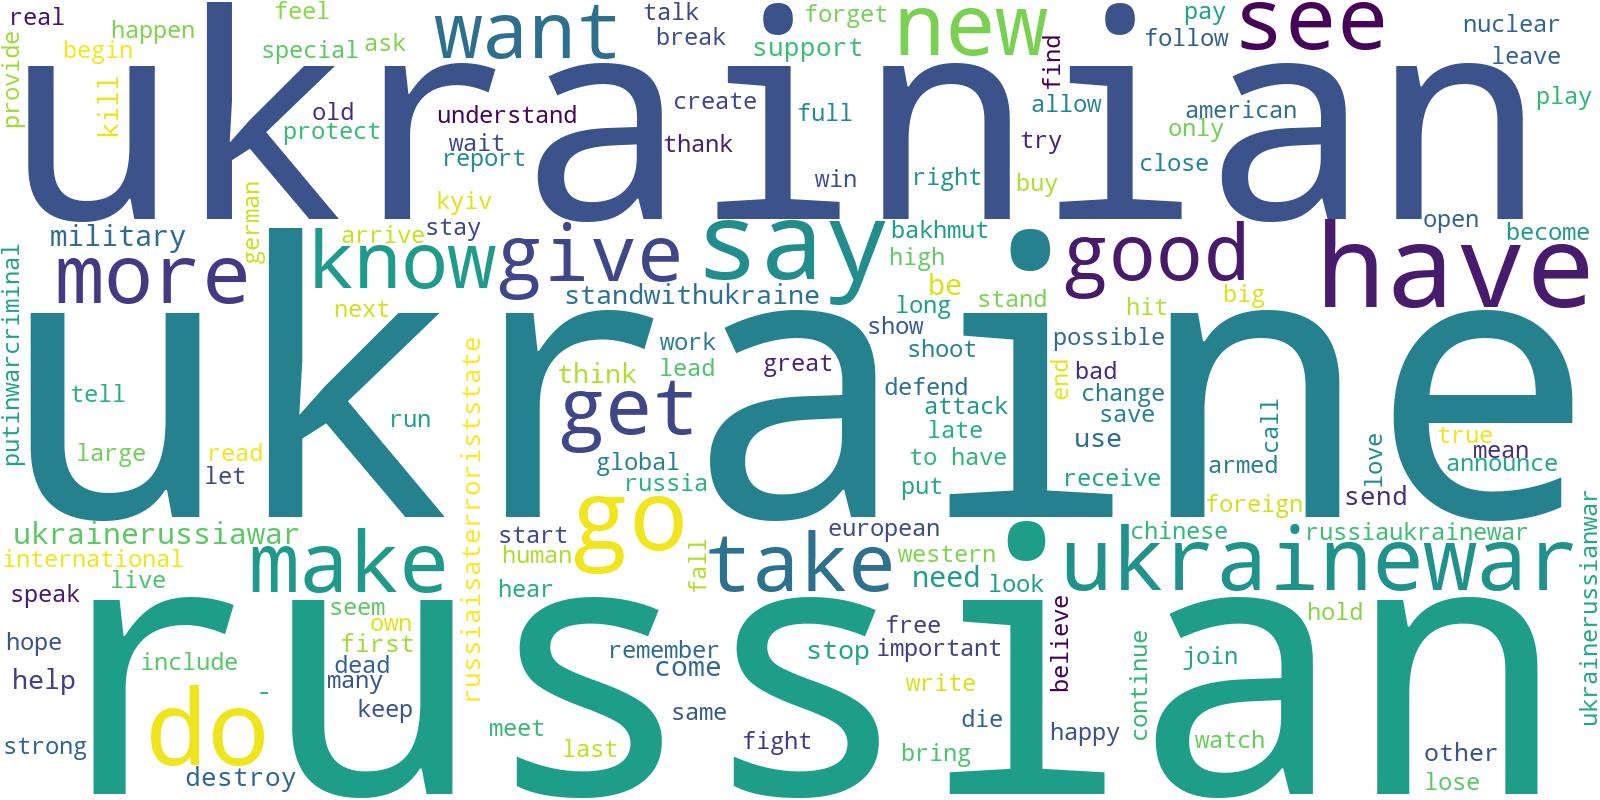 real
happen
feel
want
talk
forget
new
pay
see
nuclear
begin
special
ask
break
support
find
follow
leave
provide
ukrainian
kill
old
protect
understand
wait
report
create
thank
full
allow
american
only
play
try
close
win
right
buy
german
kyiv
stay
arrive
open
become
military
more
know
give
say
bakhmut
high
good
have
putinwarcriminal
next
standwithukraine
be
long
stand
hit
big
ukraine
show
shoot
possible
work
great
think
lead
tell
get
defend
attack
late
to have
end
bad
change
save
run
use
call
large
read
let
global
russia
put
receive
armed
love
true
mean
announce
foreign
send
russiaisaterroriststate
go
ukrainerussiawar
international
live
make
start
human
hear
fall
take
european
western
need
look
chinese
ukrainewar
russiaukrainewar
ukrainerussianwar
speak
russian
seem
own
first
hope
include
dead
many
help
do
-
keep
strong
destroy
remember
come
stop
free
important
believe
continue
hold
join
write
same
die
happy
watch
meet
last
fight
bring
other
lose